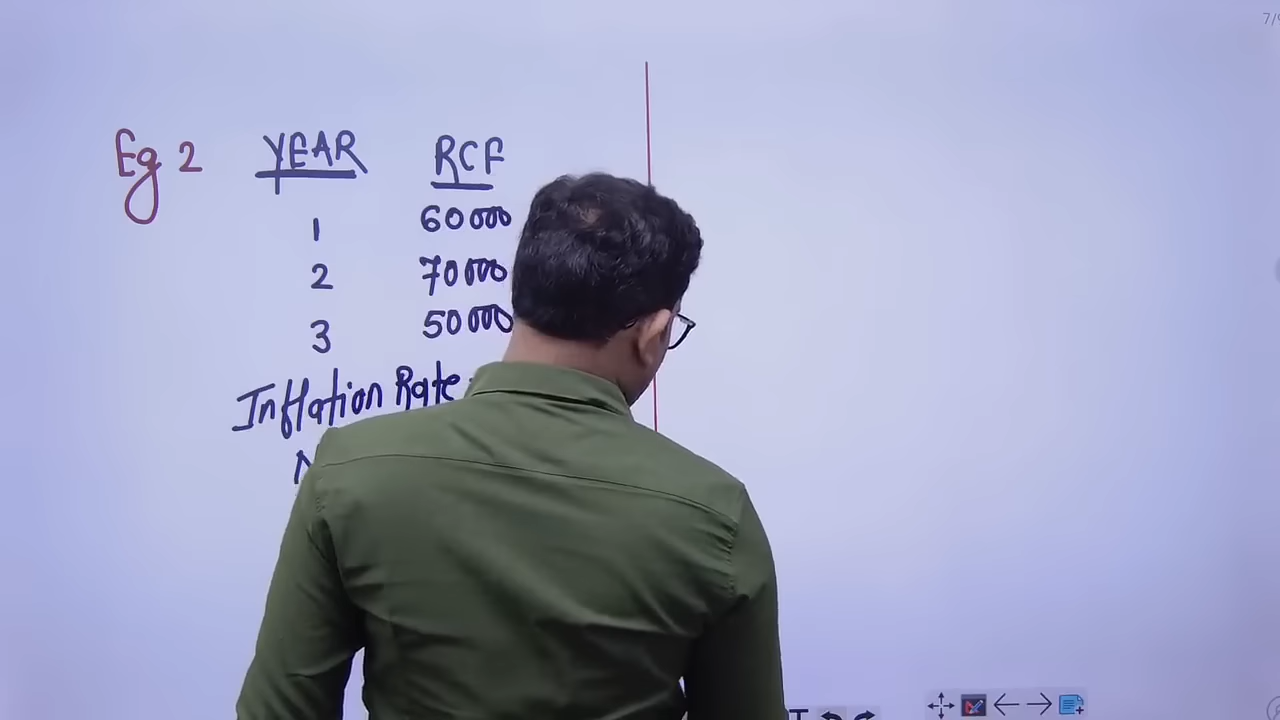 Eg 2 YEAR RCF
1 60000
2 70000
3 50000
Inflation Rate